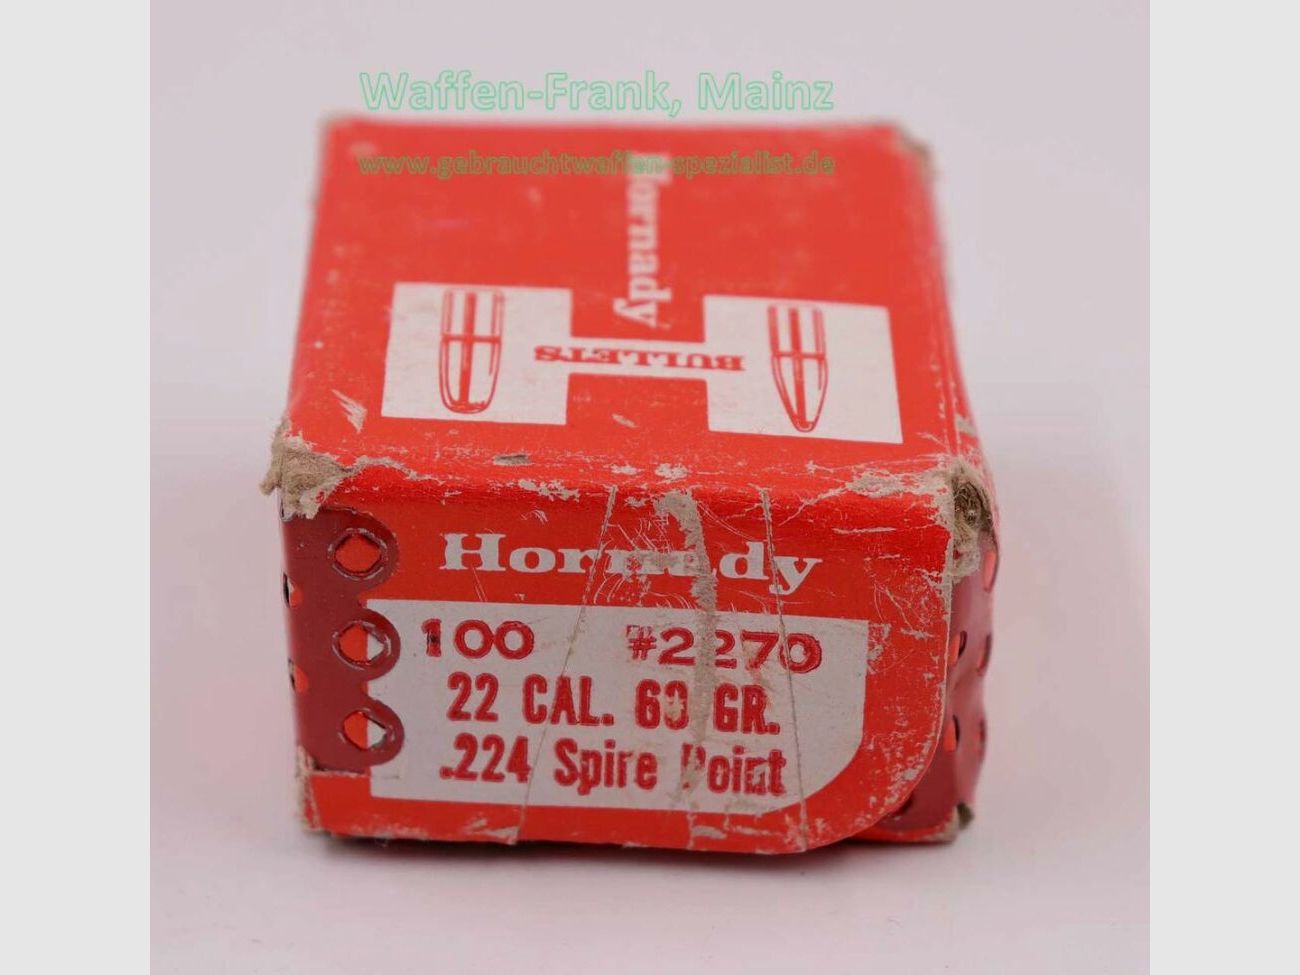 Waffen-Frank, Mainz
www.gebrauchtwaffen-spezialist.de
Hornady
BULLETS
Hornady
100 #2270
22 CAL. 60 GR.
.224 Spire Point